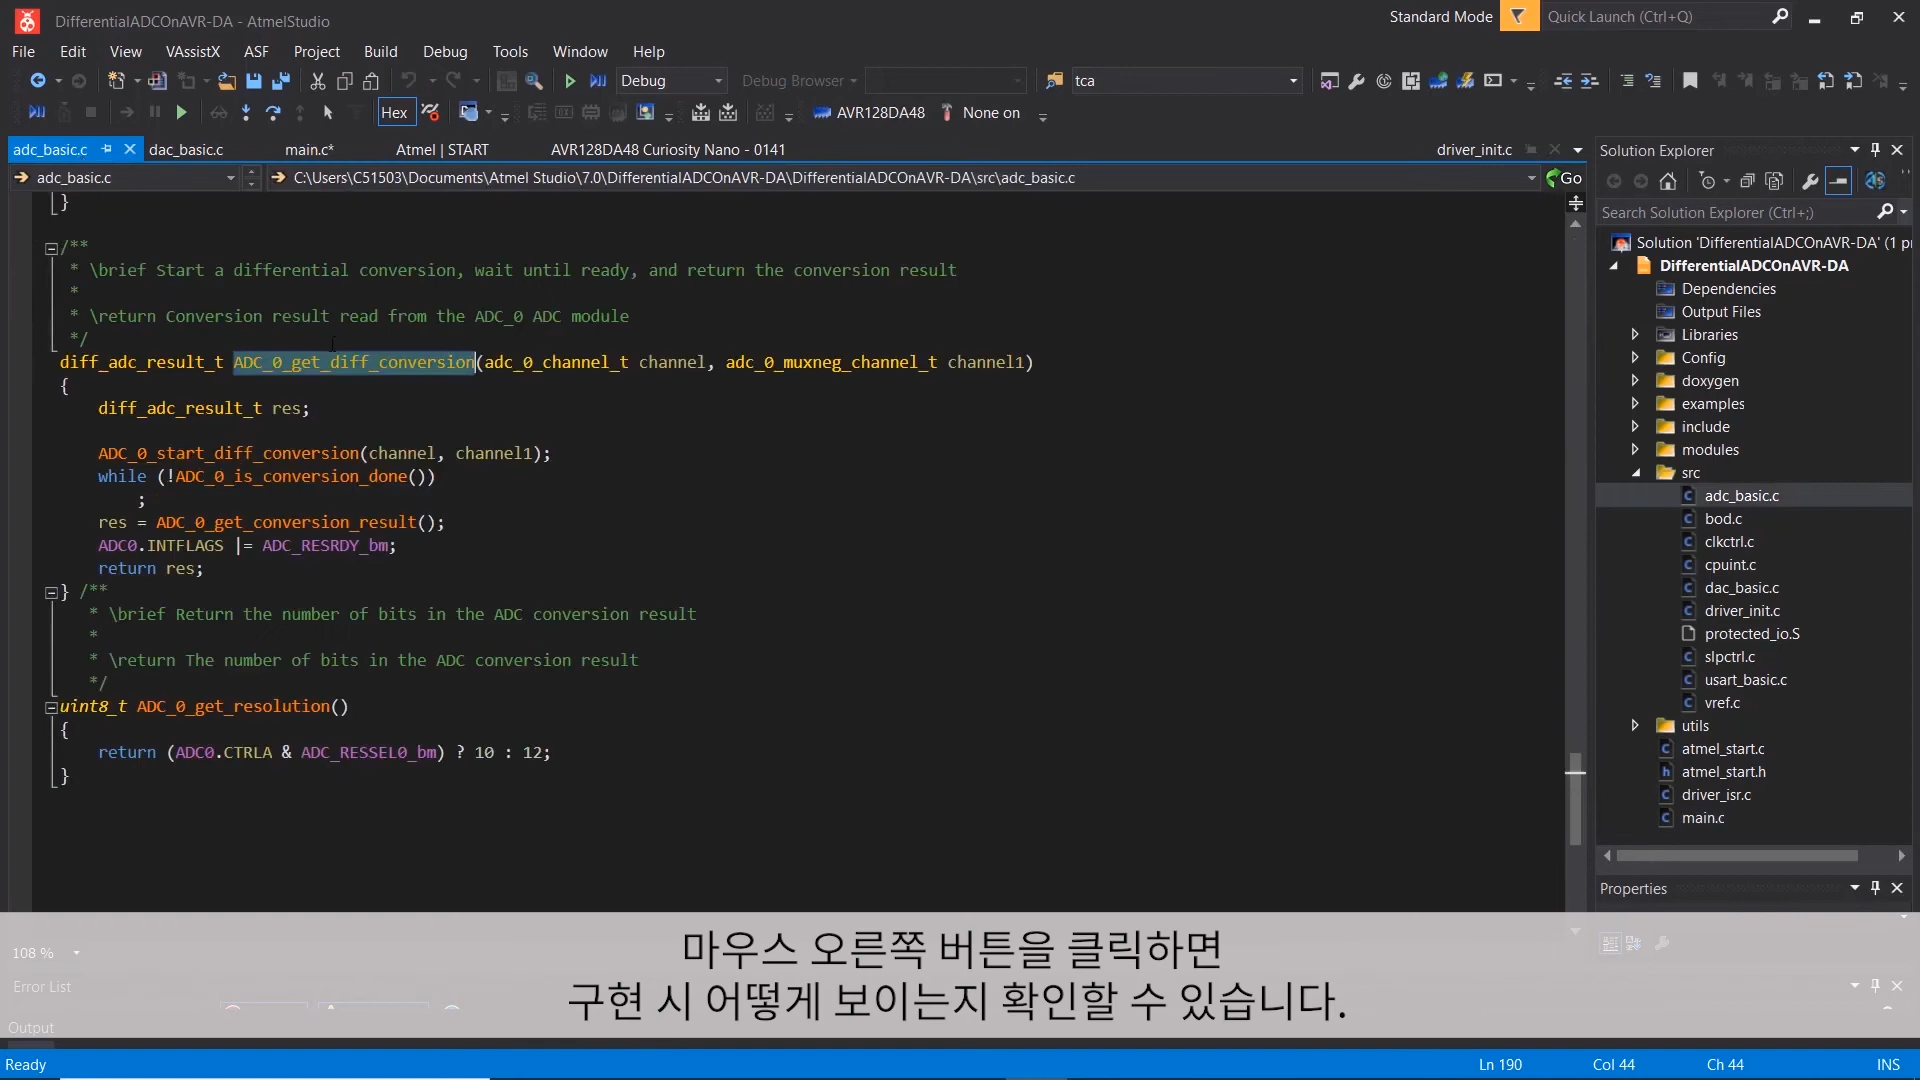 DifferentialADCOnAVR-DA - AtmelStudio
Standard Mode
Quick Launch (Ctrl+Q)
File Edit View VAssistX ASF Project Build Debug Tools Window Help
Debug Debug Browser tca
Hex AVR128DA48 None on
adc_basic.c dac_basic.c main.c* Atmel | START AVR128DA48 Curiosity Nano - 0141 driver_init.c
adc_basic.c C:\Users\C51503\Documents\Atmel Studio\7.0\DifferentialADCOnAVR-DA\DifferentialADCOnAVR-DA\src\adc_basic.c Go
}
/**
* \brief Start a differential conversion, wait until ready, and return the conversion result
*
* \return Conversion result read from the ADC_0 ADC module
*/
diff_adc_result_t ADC_0_get_diff_conversion(adc_0_channel_t channel, adc_0_muxneg_channel_t channel1)
{
diff_adc_result_t res;
ADC_0_start_diff_conversion(channel, channel1);
while (!ADC_0_is_conversion_done())
;
res = ADC_0_get_conversion_result();
ADC0.INTFLAGS |= ADC_RESRDY_bm;
return res;
} /**
* \brief Return the number of bits in the ADC conversion result
*
* \return The number of bits in the ADC conversion result
*/
uint8_t ADC_0_get_resolution()
{
return (ADC0.CTRLA & ADC_RESSEL0_bm) ? 10 : 12;
}
Solution Explorer
Search Solution Explorer (Ctrl+;)
Solution 'DifferentialADCOnAVR-DA' (1 pr
DifferentialADCOnAVR-DA
Dependencies
Output Files
Libraries
Config
doxygen
examples
include
modules
src
adc_basic.c
bod.c
clkctrl.c
cpuint.c
dac_basic.c
driver_init.c
protected_io.S
slpctrl.c
usart_basic.c
vref.c
utils
atmel_start.c
atmel_start.h
driver_isr.c
main.c
Properties
108 %
Error List
Output
마우스 오른쪽 버튼을 클릭하면
구현 시 어떻게 보이는지 확인할 수 있습니다.
Ready Ln 190 Col 44 Ch 44 INS